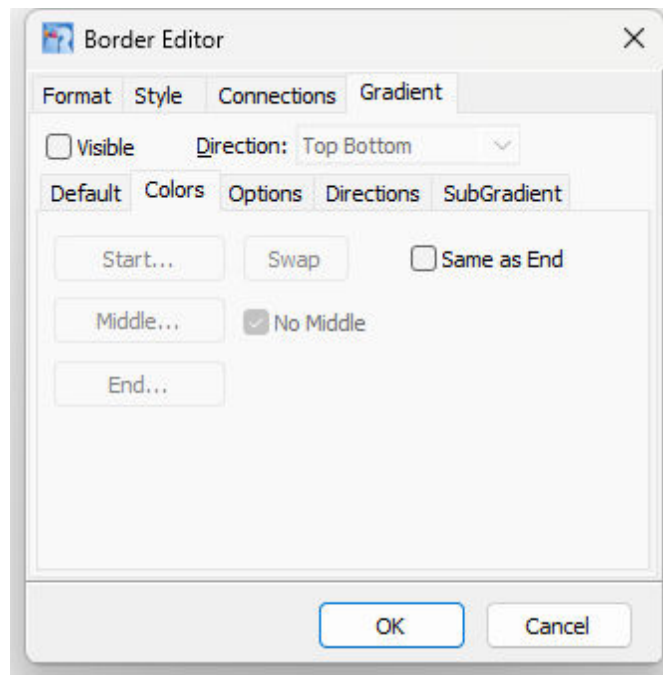 Border Editor
Format Style Connections Gradient
Visible Direction: Top Bottom
Default Colors Options Directions SubGradient
Start... Swap Same as End
Middle... No Middle
End...
OK Cancel